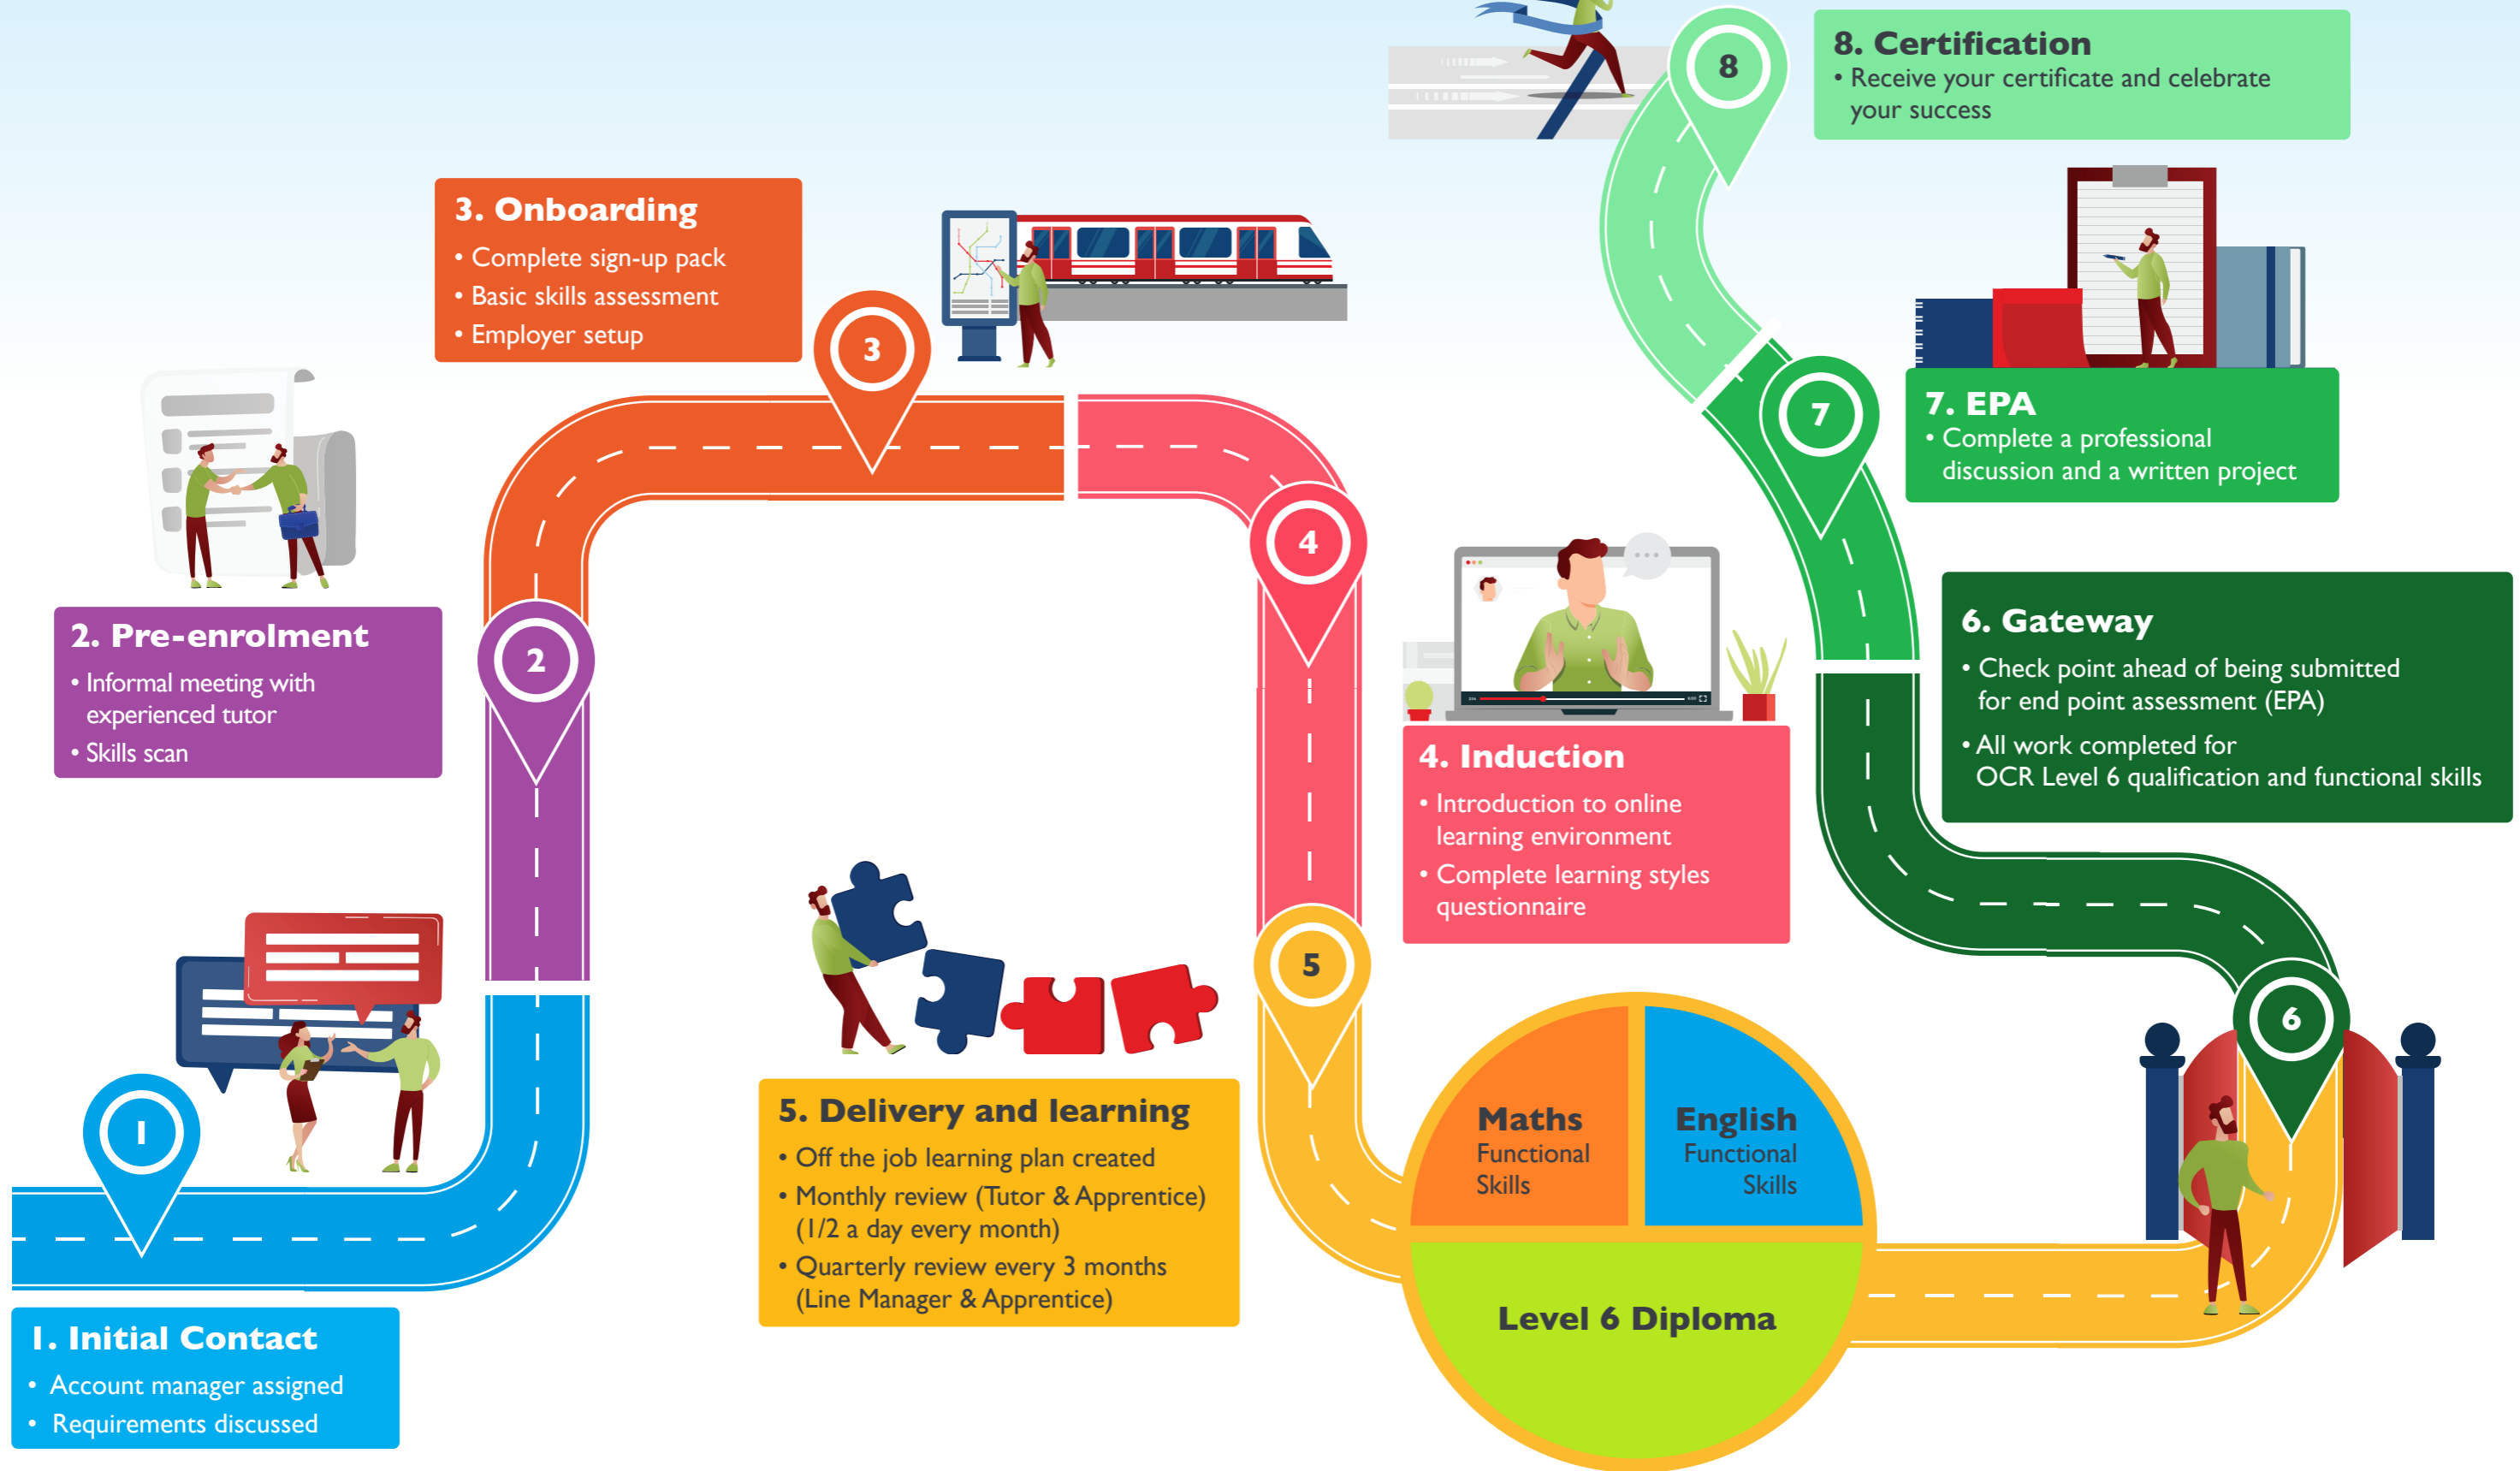 1
1. Initial Contact
• Account manager assigned
• Requirements discussed
2
2. Pre-enrolment
• Informal meeting with
experienced tutor
• Skills scan
3
3. Onboarding
• Complete sign-up pack
• Basic skills assessment
• Employer setup
4
4. Induction
• Introduction to online
learning environment
• Complete learning styles
questionnaire
5
5. Delivery and learning
• Off the job learning plan created
• Monthly review (Tutor & Apprentice)
(1/2 a day every month)
• Quarterly review every 3 months
(Line Manager & Apprentice)
Maths
Functional
Skills
English
Functional
Skills
Level 6 Diploma
6
6. Gateway
• Check point ahead of being submitted
for end point assessment (EPA)
• All work completed for
OCR Level 6 qualification and functional skills
7
7. EPA
• Complete a professional
discussion and a written project
8
8. Certification
• Receive your certificate and celebrate
your success